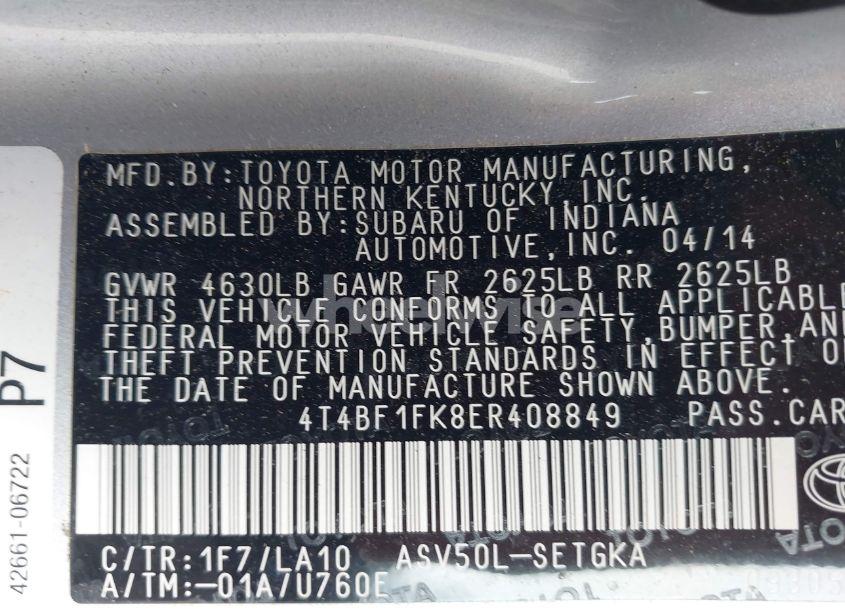 MFD.BY:TOYOTA MOTOR MANUFACTURING,
NORTHERN KENTUCKY,INC.
ASSEMBLED BY:SUBARU OF INDIANA
AUTOMOTIVE,INC. 04/14
GVWR 4630LB GAWR FR 2625LB RR 2625LB
THIS VEHICLE CONFORMS TO ALL APPLICABLE
FEDERAL MOTOR VEHICLE SAFETY,BUMPER,AND
THEFT PREVENTION STANDARDS IN EFFECT ON
THE DATE OF MANUFACTURE SHOWN ABOVE.
4T4BF1FK8ER408849 PASS.CAR
C/TR:1F7/LA10 ASV50L-SETGKA
A/TM:-01A/U760E
P7
42661-06722
wheelwise
TOYOTA